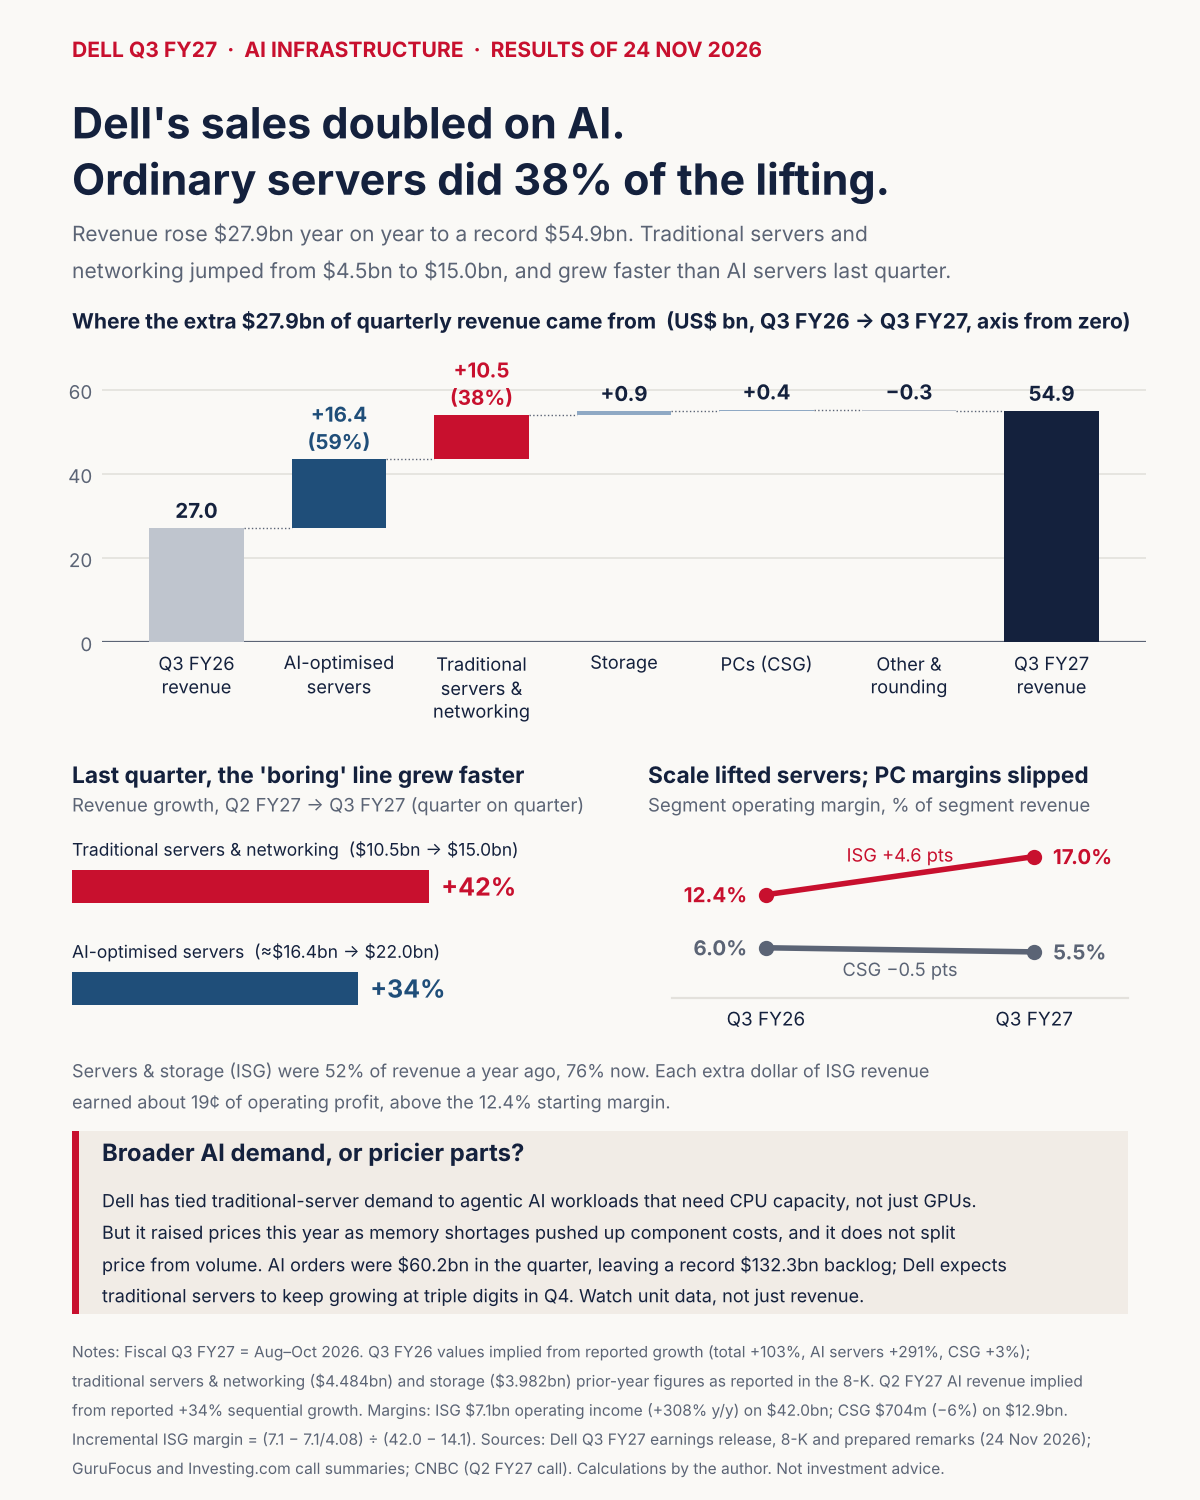 DELL Q3 FY27 · AI INFRASTRUCTURE · RESULTS OF 24 NOV 2026
Dell's sales doubled on AI.
Ordinary servers did 38% of the lifting.
Revenue rose $27.9bn year on year to a record $54.9bn. Traditional servers and
networking jumped from $4.5bn to $15.0bn, and grew faster than AI servers last quarter.
Where the extra $27.9bn of quarterly revenue came from (US$ bn, Q3 FY26 → Q3 FY27, axis from zero)
60
40
20
0
27.0
+16.4
(59%)
+10.5
(38%)
+0.9
+0.4
−0.3
54.9
Q3 FY26
revenue
AI-optimised
servers
Traditional
servers &
networking
Storage
PCs (CSG)
Other &
rounding
Q3 FY27
revenue
Last quarter, the 'boring' line grew faster
Revenue growth, Q2 FY27 → Q3 FY27 (quarter on quarter)
Traditional servers & networking ($10.5bn → $15.0bn)
+42%
AI-optimised servers (≈$16.4bn → $22.0bn)
+34%
Scale lifted servers; PC margins slipped
Segment operating margin, % of segment revenue
ISG +4.6 pts
12.4%
17.0%
6.0%
5.5%
CSG −0.5 pts
Q3 FY26
Q3 FY27
Servers & storage (ISG) were 52% of revenue a year ago, 76% now. Each extra dollar of ISG revenue
earned about 19¢ of operating profit, above the 12.4% starting margin.
Broader AI demand, or pricier parts?
Dell has tied traditional-server demand to agentic AI workloads that need CPU capacity, not just GPUs.
But it raised prices this year as memory shortages pushed up component costs, and it does not split
price from volume. AI orders were $60.2bn in the quarter, leaving a record $132.3bn backlog; Dell expects
traditional servers to keep growing at triple digits in Q4. Watch unit data, not just revenue.
Notes: Fiscal Q3 FY27 = Aug–Oct 2026. Q3 FY26 values implied from reported growth (total +103%, AI servers +291%, CSG +3%);
traditional servers & networking ($4.484bn) and storage ($3.982bn) prior-year figures as reported in the 8-K. Q2 FY27 AI revenue implied
from reported +34% sequential growth. Margins: ISG $7.1bn operating income (+308% y/y) on $42.0bn; CSG $704m (−6%) on $12.9bn.
Incremental ISG margin = (7.1 − 7.1/4.08) ÷ (42.0 − 14.1). Sources: Dell Q3 FY27 earnings release, 8-K and prepared remarks (24 Nov 2026);
GuruFocus and Investing.com call summaries; CNBC (Q2 FY27 call). Calculations by the author. Not investment advice.